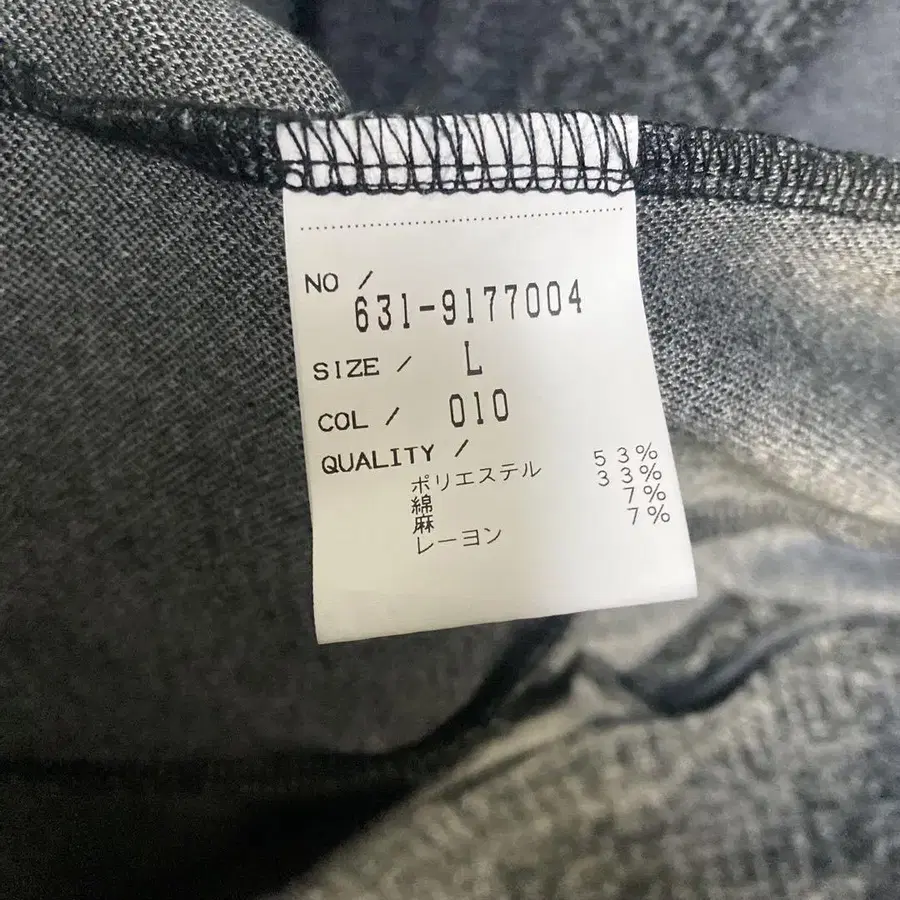 NO /
631-9177004
SIZE / L
COL / 010
QUALITY /
ポリエステル 53%
綿 33%
麻 7%
レーヨン 7%